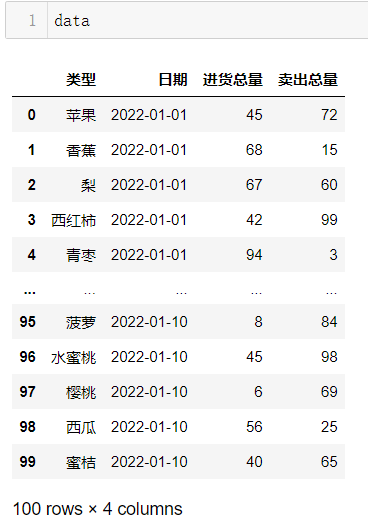 1 data
类型 日期 进货总量 卖出总量
0 苹果 2022-01-01 45 72
1 香蕉 2022-01-01 68 15
2 梨 2022-01-01 67 60
3 西红柿 2022-01-01 42 99
4 青枣 2022-01-01 94 3
... ... ... ... ...
95 菠萝 2022-01-10 8 84
96 水蜜桃 2022-01-10 45 98
97 樱桃 2022-01-10 6 69
98 西瓜 2022-01-10 56 25
99 蜜桔 2022-01-10 40 65
100 rows × 4 columns